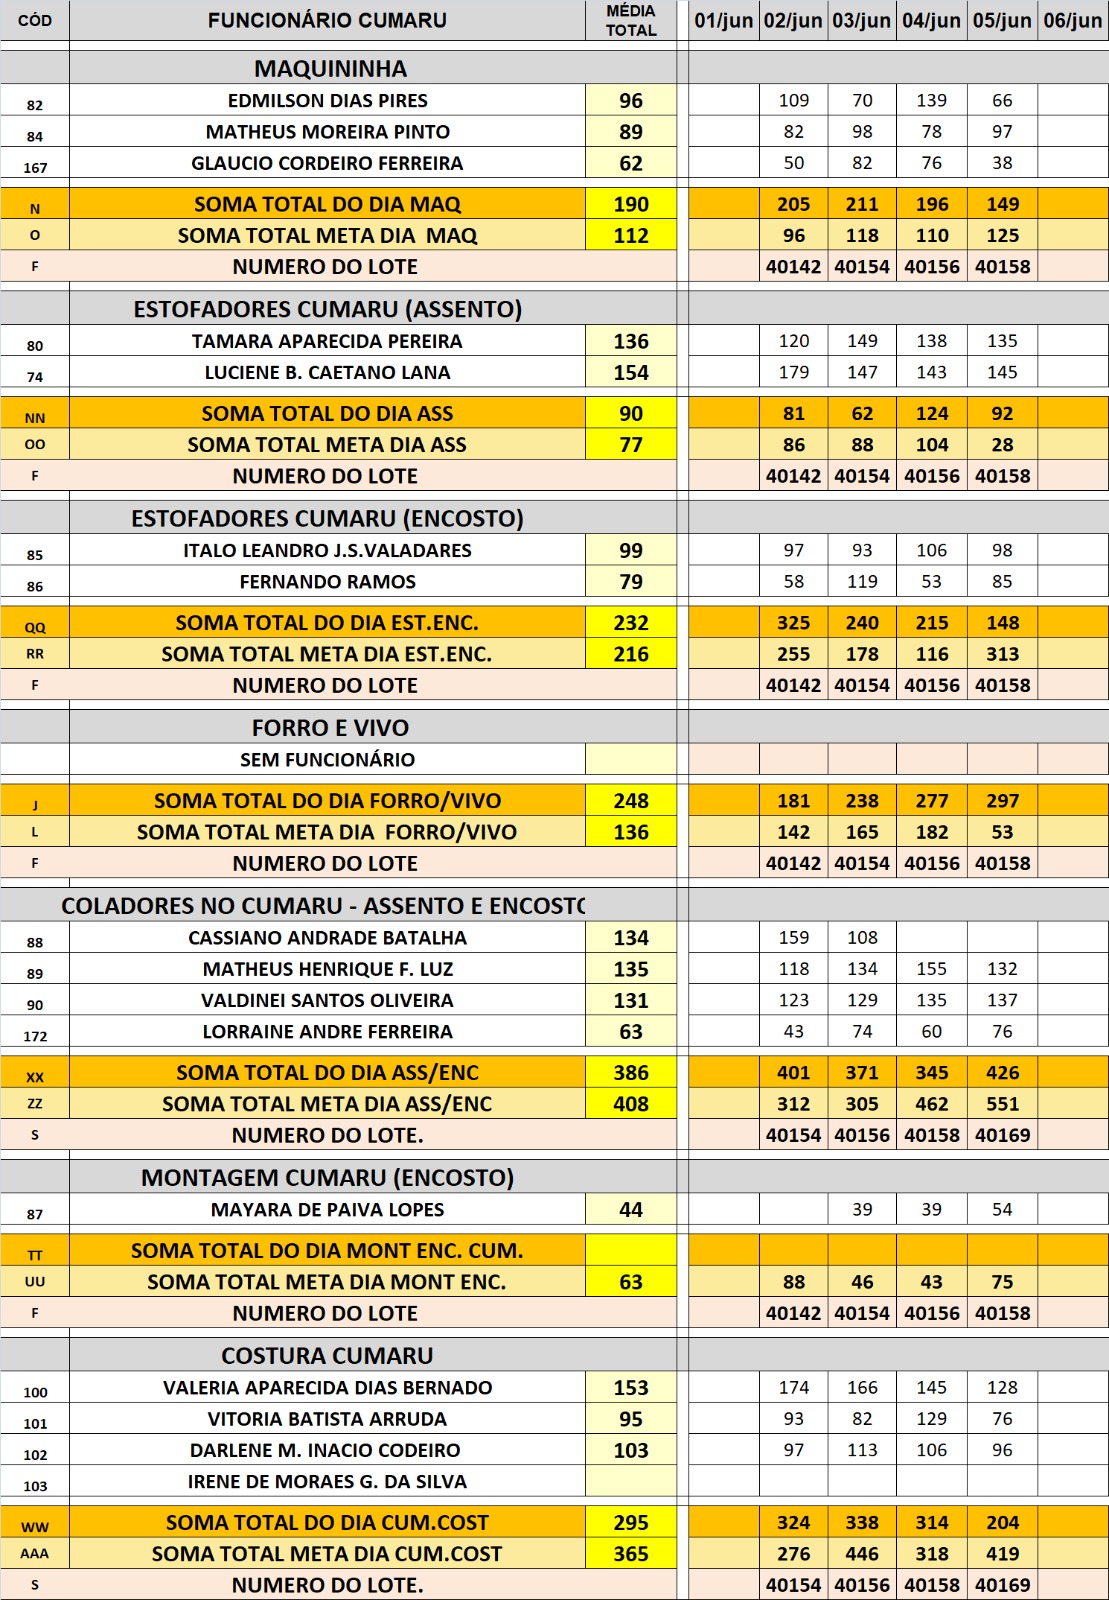 CÓD FUNCIONÁRIO CUMARU MÉDIA TOTAL 01/jun 02/jun 03/jun 04/jun 05/jun 06/jun
MAQUININHA
82 EDMILSON DIAS PIRES 96 109 70 139 66
84 MATHEUS MOREIRA PINTO 89 82 98 78 97
167 GLAUCIO CORDEIRO FERREIRA 62 50 82 76 38
N SOMA TOTAL DO DIA MAQ 190 205 211 196 149
O SOMA TOTAL META DIA MAQ 112 96 118 110 125
F NUMERO DO LOTE 40142 40154 40156 40158
ESTOFADORES CUMARU (ASSENTO)
80 TAMARA APARECIDA PEREIRA 136 120 149 138 135
74 LUCIENE B. CAETANO LANA 154 179 147 143 145
NN SOMA TOTAL DO DIA ASS 90 81 62 124 92
OO SOMA TOTAL META DIA ASS 77 86 88 104 28
F NUMERO DO LOTE 40142 40154 40156 40158
ESTOFADORES CUMARU (ENCOSTO)
85 ITALO LEANDRO J.S.VALADARES 99 97 93 106 98
86 FERNANDO RAMOS 79 58 119 53 85
QQ SOMA TOTAL DO DIA EST.ENC. 232 325 240 215 148
RR SOMA TOTAL META DIA EST.ENC. 216 255 178 116 313
F NUMERO DO LOTE 40142 40154 40156 40158
FORRO E VIVO
SEM FUNCIONÁRIO
J SOMA TOTAL DO DIA FORRO/VIVO 248 181 238 277 297
L SOMA TOTAL META DIA FORRO/VIVO 136 142 165 182 53
F NUMERO DO LOTE 40142 40154 40156 40158
COLADORES NO CUMARU - ASSENTO E ENCOSTO
88 CASSIANO ANDRADE BATALHA 134 159 108
89 MATHEUS HENRIQUE F. LUZ 135 118 134 155 132
90 VALDINEI SANTOS OLIVEIRA 131 123 129 135 137
172 LORRAINE ANDRE FERREIRA 63 43 74 60 76
XX SOMA TOTAL DO DIA ASS/ENC 386 401 371 345 426
ZZ SOMA TOTAL META DIA ASS/ENC 408 312 305 462 551
S NUMERO DO LOTE. 40154 40156 40158 40169
MONTAGEM CUMARU (ENCOSTO)
87 MAYARA DE PAIVA LOPES 44 39 39 54
TT SOMA TOTAL DO DIA MONT ENC. CUM.
UU SOMA TOTAL META DIA MONT ENC. 63 88 46 43 75
F NUMERO DO LOTE 40142 40154 40156 40158
COSTURA CUMARU
100 VALERIA APARECIDA DIAS BERNADO 153 174 166 145 128
101 VITORIA BATISTA ARRUDA 95 93 82 129 76
102 DARLENE M. INACIO CODEIRO 103 97 113 106 96
103 IRENE DE MORAES G. DA SILVA
WW SOMA TOTAL DO DIA CUM.COST 295 324 338 314 204
AAA SOMA TOTAL META DIA CUM.COST 365 276 446 318 419
S NUMERO DO LOTE. 40154 40156 40158 40169